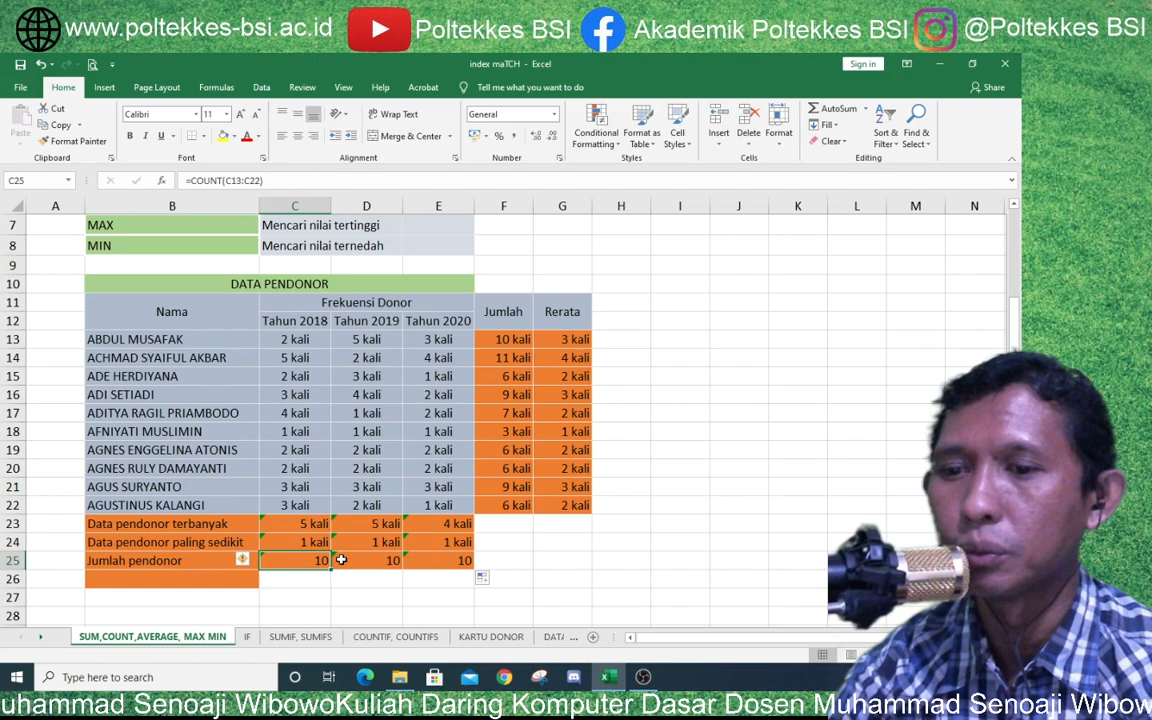 www.poltekkes-bsi.ac.id Poltekkes BSI Akademik Poltekkes BSI @Poltekkes BSI
index maTCH - Excel
Sign in
File Home Insert Page Layout Formulas Data Review View Help Acrobat Tell me what you want to do Share
Paste
Cut
Copy
Format Painter
Clipboard
Calibri 11
B I U
Font
Wrap Text
Merge & Center
Alignment
General
Number
Conditional Formatting
Format as Table
Cell Styles
Styles
Insert Delete Format
Cells
AutoSum
Fill
Clear
Sort & Filter
Find & Select
Editing
C25 =COUNT(C13:C22)
A B C D E F G H I J K L M N
7 MAX Mencari nilai tertinggi
8 MIN Mencari nilai ternedah
9
10 DATA PENDONOR
11 Nama Frekuensi Donor Jumlah Rerata
12 Tahun 2018 Tahun 2019 Tahun 2020
13 ABDUL MUSAFAK 2 kali 5 kali 3 kali 10 kali 3 kali
14 ACHMAD SYAIFUL AKBAR 5 kali 2 kali 4 kali 11 kali 4 kali
15 ADE HERDIYANA 2 kali 3 kali 1 kali 6 kali 2 kali
16 ADI SETIADI 3 kali 4 kali 2 kali 9 kali 3 kali
17 ADITYA RAGIL PRIAMBODO 4 kali 1 kali 2 kali 7 kali 2 kali
18 AFNIYATI MUSLIMIN 1 kali 1 kali 1 kali 3 kali 1 kali
19 AGNES ENGGELINA ATONIS 2 kali 2 kali 2 kali 6 kali 2 kali
20 AGNES RULY DAMAYANTI 2 kali 2 kali 2 kali 6 kali 2 kali
21 AGUS SURYANTO 3 kali 3 kali 3 kali 9 kali 3 kali
22 AGUSTINUS KALANGI 3 kali 2 kali 1 kali 6 kali 2 kali
23 Data pendonor terbanyak 5 kali 5 kali 4 kali
24 Data pendonor paling sedikit 1 kali 1 kali 1 kali
25 Jumlah pendonor 10 10 10
26
27
28
SUM,COUNT,AVERAGE, MAX MIN IF SUMIF, SUMIFS COUNTIF, COUNTIFS KARTU DONOR DATA ...
Type here to search
uhammad Senoaji WibowoKuliah Daring Komputer Dasar Dosen Muhammad Senoaji Wibow